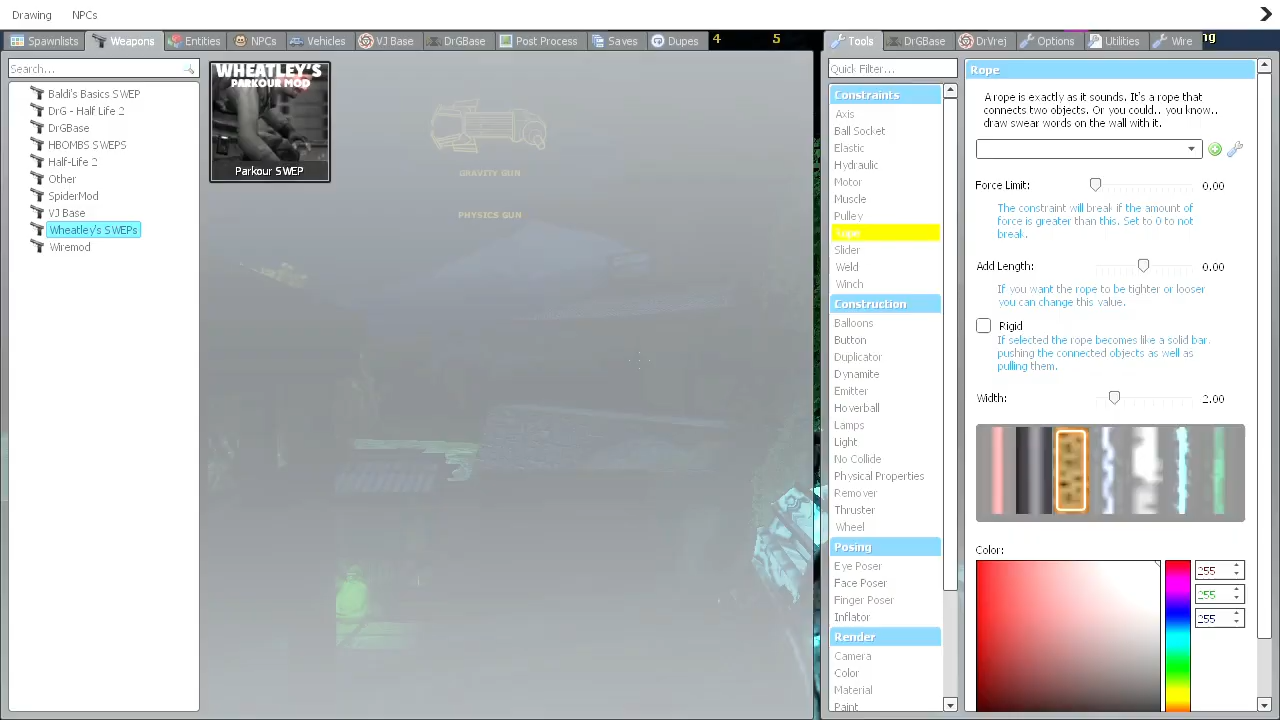 Drawing NPCs
Spawnlists Weapons Entities NPCs Vehicles VJ Base DrGBase Post Process Saves Dupes 4 5
Tools DrGBase DrVrej Options Utilities Wire ng
Search...
Baldi's Basics SWEP
DrG - Half Life 2
DrGBase
HBOMBS SWEPS
Half-Life 2
Other
SpiderMod
VJ Base
Wheatley's SWEPs
Wiremod
WHEATLEY'S
PARKOUR MOD
Parkour SWEP
GRAVITY GUN
PHYSICS GUN
Quick Filter...
Constraints
Axis
Ball Socket
Elastic
Hydraulic
Motor
Muscle
Pulley
Rope
Slider
Weld
Winch
Construction
Balloons
Button
Duplicator
Dynamite
Emitter
Hoverball
Lamps
Light
No Collide
Physical Properties
Remover
Thruster
Wheel
Posing
Eye Poser
Face Poser
Finger Poser
Inflator
Render
Camera
Color
Material
Paint
Rope
A rope is exactly as it sounds. It's a rope that
connects two objects. Or you could.. you know..
draw swear words on the wall with it.
Force Limit: 0.00
The constraint will break if the amount of
force is greater than this. Set to 0 to not
break.
Add Length: 0.00
If you want the rope to be tighter or looser
you can change this value.
Rigid
If selected the rope becomes like a solid bar,
pushing the connected objects as well as
pulling them.
Width: 2.00
Color:
255
255
255